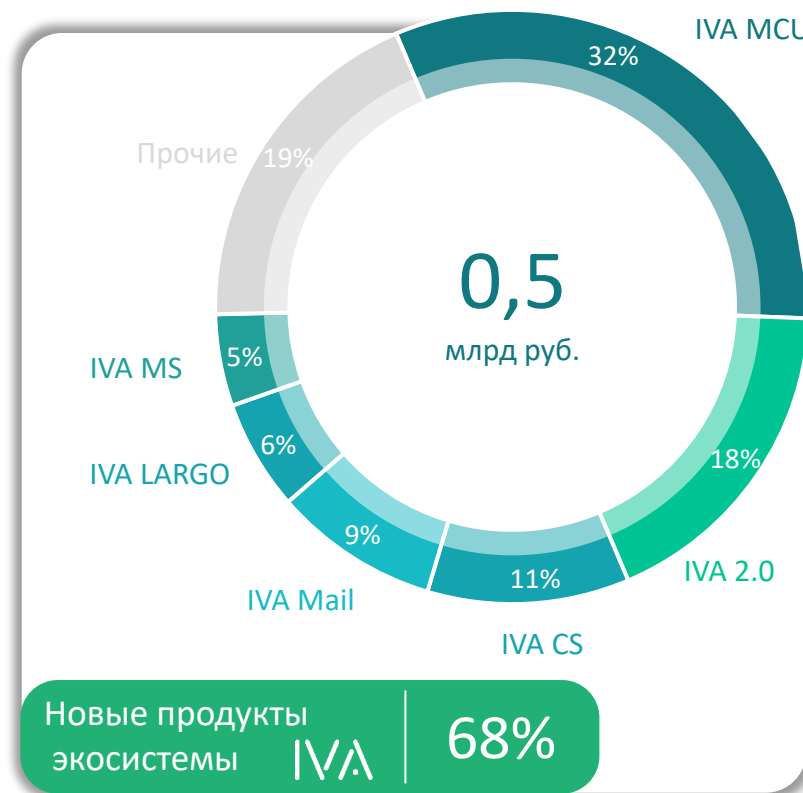 IVA MCU
32%
Прочие
19%
0,5
млрд руб.
5%
IVA MS
6%
IVA LARGO
18%
9%
IVA 2.0
11%
IVA Mail
IVA CS
Новые продукты
экосистемы IVA
68%